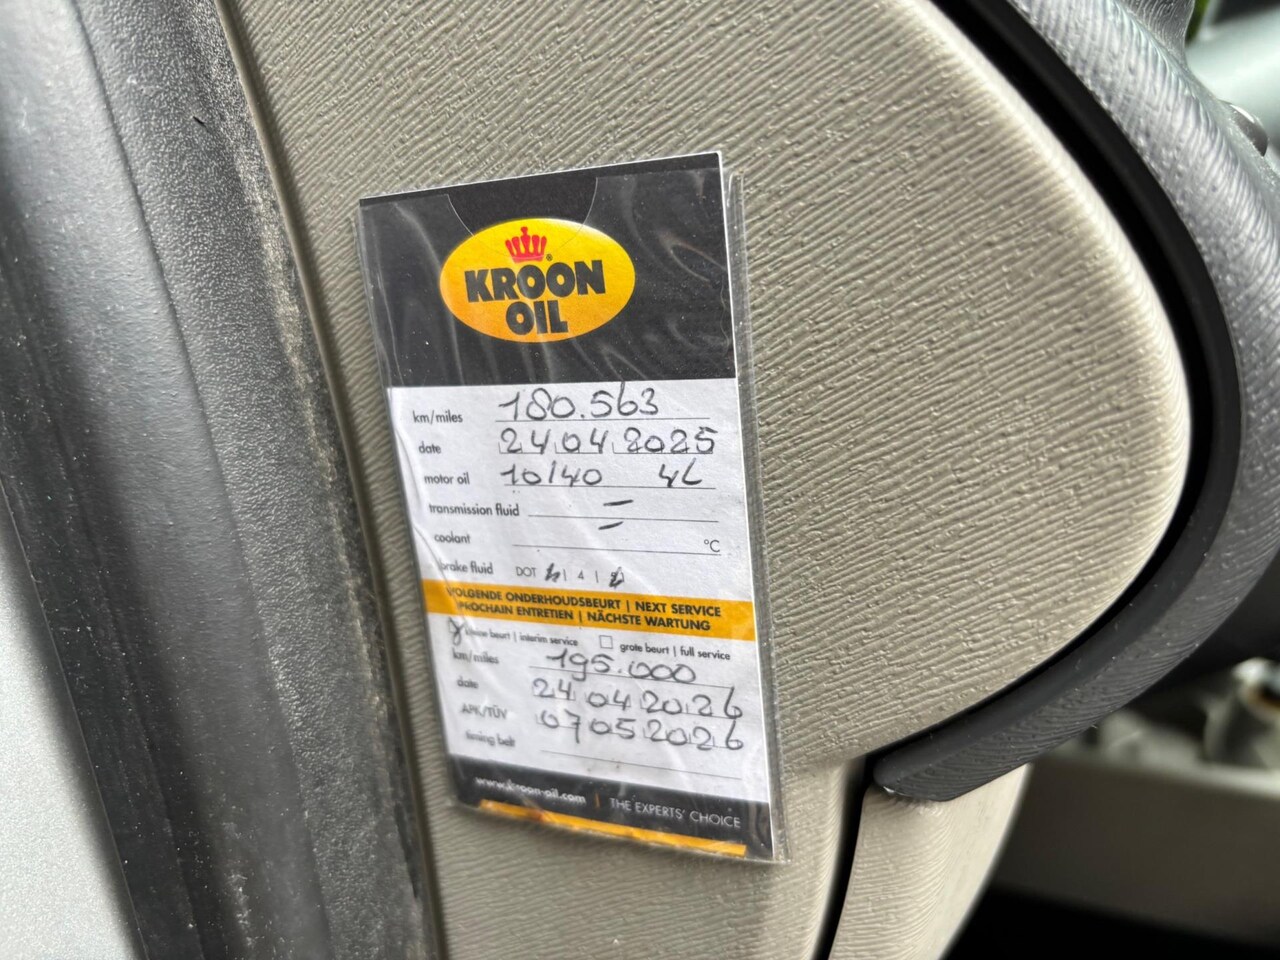 KROON
OIL
km/miles 180.563
date 24 04 2025
motor oil 10/40 4L
transmission fluid –
coolant – °C
brake fluid DOT | 4 |
VOLGENDE ONDERHOUDSBEURT | NEXT SERVICE
PROCHAIN ENTRETIEN | NÄCHSTE WARTUNG
kleine beurt | interim service grote beurt | full service
km/miles 195.000
date 24 04 2026
APK/TÜV 07 05 2026
timing belt
www.kroon-oil.com | THE EXPERTS' CHOICE